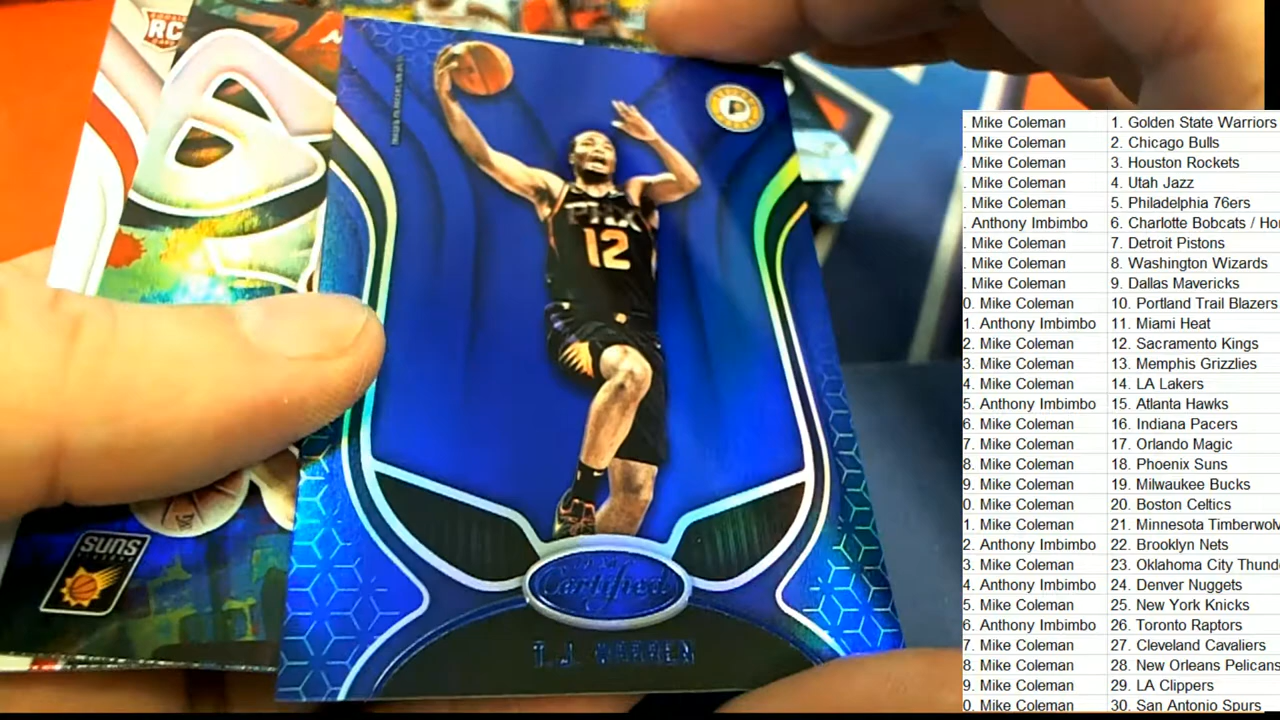 RC
SUNS
PHX
12
Certified
T.J. WARREN
. Mike Coleman 1. Golden State Warriors
. Mike Coleman 2. Chicago Bulls
. Mike Coleman 3. Houston Rockets
. Mike Coleman 4. Utah Jazz
. Mike Coleman 5. Philadelphia 76ers
. Anthony Imbimbo 6. Charlotte Bobcats / Ho
. Mike Coleman 7. Detroit Pistons
. Mike Coleman 8. Washington Wizards
. Mike Coleman 9. Dallas Mavericks
0. Mike Coleman 10. Portland Trail Blazers
1. Anthony Imbimbo 11. Miami Heat
2. Mike Coleman 12. Sacramento Kings
3. Mike Coleman 13. Memphis Grizzlies
4. Mike Coleman 14. LA Lakers
5. Anthony Imbimbo 15. Atlanta Hawks
6. Mike Coleman 16. Indiana Pacers
7. Mike Coleman 17. Orlando Magic
8. Mike Coleman 18. Phoenix Suns
9. Mike Coleman 19. Milwaukee Bucks
0. Mike Coleman 20. Boston Celtics
1. Mike Coleman 21. Minnesota Timberwolv
2. Anthony Imbimbo 22. Brooklyn Nets
3. Mike Coleman 23. Oklahoma City Thunde
4. Anthony Imbimbo 24. Denver Nuggets
5. Mike Coleman 25. New York Knicks
6. Anthony Imbimbo 26. Toronto Raptors
7. Mike Coleman 27. Cleveland Cavaliers
8. Mike Coleman 28. New Orleans Pelicans
9. Mike Coleman 29. LA Clippers
0. Mike Coleman 30. San Antonio Spurs